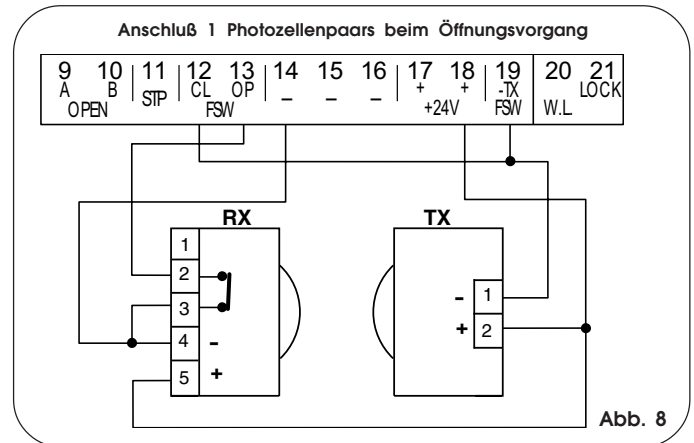 Anschluß 1 Photozellenpaars beim Öffnungsvorgang
9 10 11 12 13 14 15 16 17 18 19 20 21
A B STP CL OP - - - + + -TX LOCK
OPEN FSW +24V FSW W.L.
RX TX
1
2
3
4 -
5 +
- 1
+ 2
Abb. 8